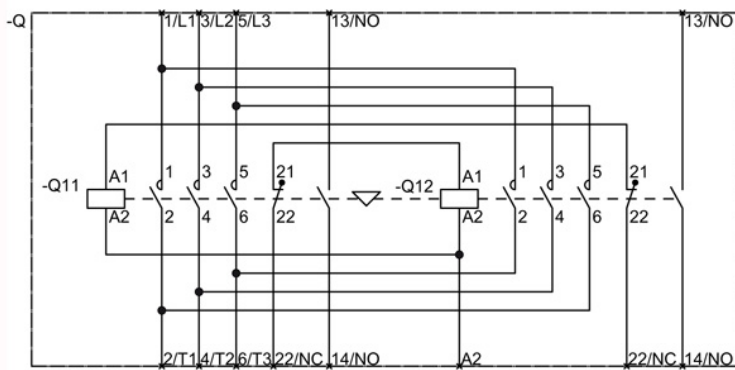 -Q 1/L1 3/L2 5/L3 13/NO 13/NO
A1 1 3 5 21 A1 1 3 5 21
-Q11 -Q12
A2 2 4 6 22 A2 2 4 6 22
2/T1 4/T2 6/T3 22/NC 14/NO A2 22/NC 14/NO